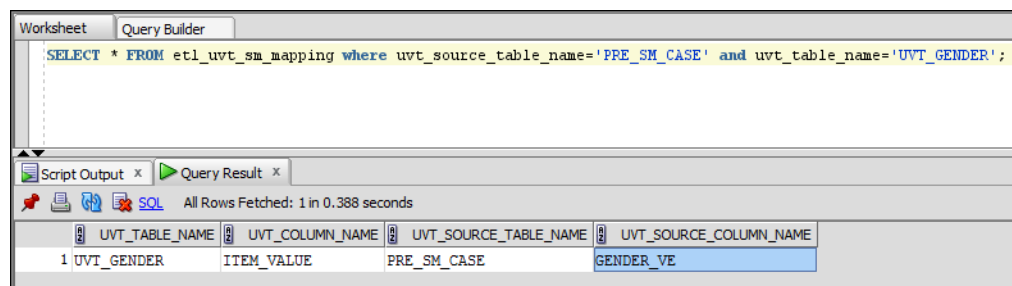 Worksheet Query Builder
SELECT * FROM etl_uvt_sm_mapping where uvt_source_table_name='PRE_SM_CASE' and uvt_table_name='UVT_GENDER';
Script Output x Query Result x
SQL All Rows Fetched: 1 in 0.388 seconds
UVT_TABLE_NAME UVT_COLUMN_NAME UVT_SOURCE_TABLE_NAME UVT_SOURCE_COLUMN_NAME
1 UVT_GENDER ITEM_VALUE PRE_SM_CASE GENDER_VE